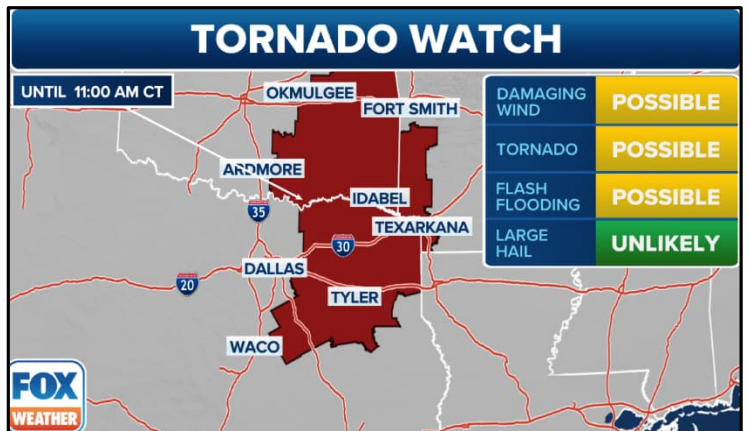 TORNADO WATCH
UNTIL 11:00 AM CT
OKMULGEE
FORT SMITH
ARDMORE
IDABEL
35
TEXARKANA
30
DALLAS
20
TYLER
WACO
DAMAGING
WIND
POSSIBLE
TORNADO
POSSIBLE
FLASH
FLOODING
POSSIBLE
LARGE
HAIL
UNLIKELY
FOX
WEATHER